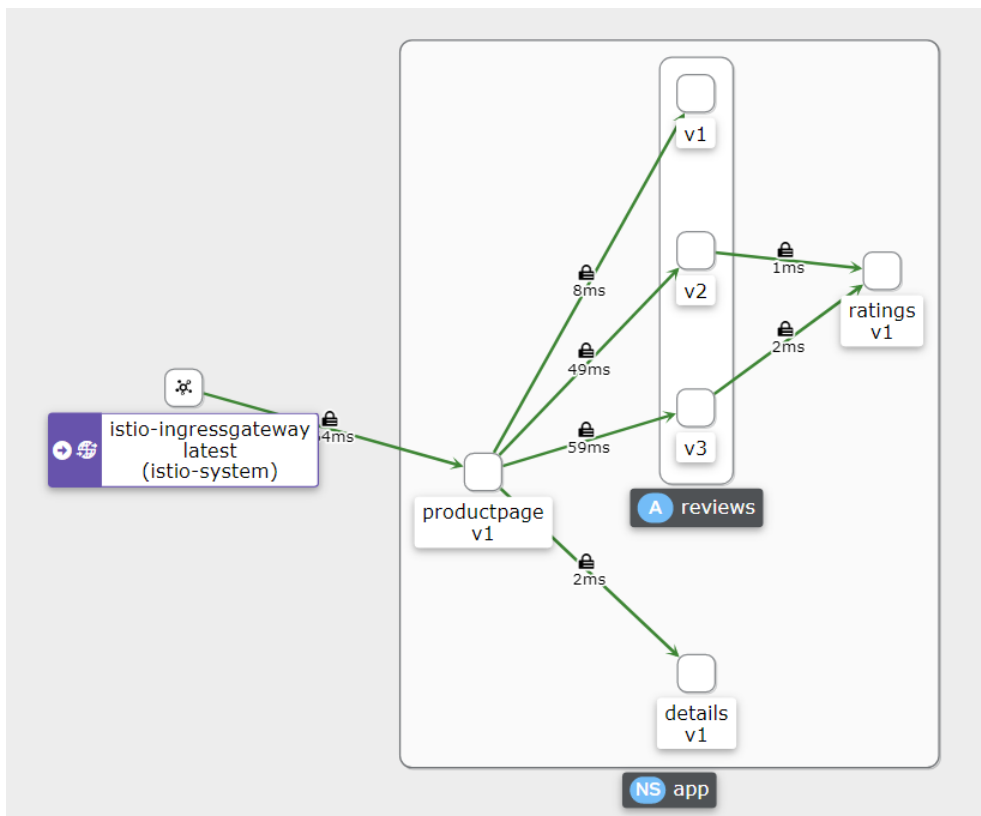 v1
8ms
v2
1ms
ratings
v1
49ms
2ms
istio-ingressgateway
latest
(istio-system)
59ms
v3
productpage
v1
A reviews
2ms
details
v1
NS app